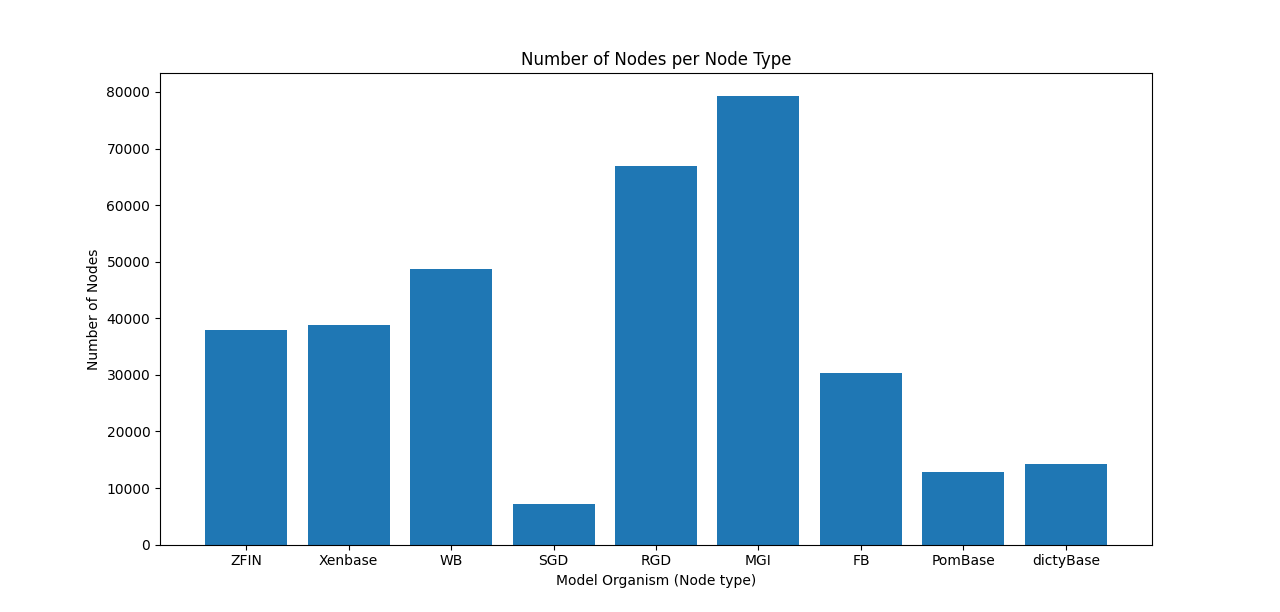 Number of Nodes per Node Type
Number of Nodes
80000
70000
60000
50000
40000
30000
20000
10000
0
ZFIN Xenbase WB SGD RGD MGI FB PomBase dictyBase
Model Organism (Node type)